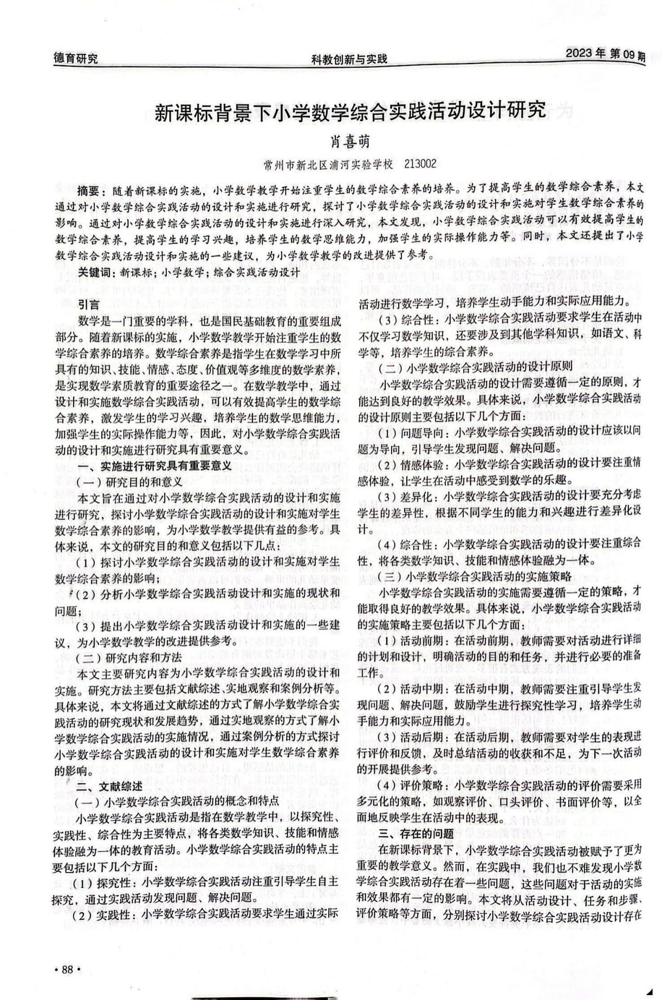 德育研究
科教创新与实践
2023 年 第 09 期
新课标背景下小学数学综合实践活动设计研究
肖喜萌
常州市新北区浦河实验学校 213002
摘要：随着新课标的实施，小学数学教学开始注重学生的数学综合素养的培养。为了提高学生的数学综合素养，本文
通过对小学数学综合实践活动的设计和实施进行研究，探讨了小学数学综合实践活动的设计和实施对学生数学综合素养的
影响。通过对小学数学综合实践活动的设计和实施进行深入研究，本文发现，小学数学综合实践活动可以有效提高学生的
数学综合素养，提高学生的学习兴趣，培养学生的数学思维能力，加强学生的实际操作能力等。同时，本文还提出了小学
数学综合实践活动设计和实施的一些建议，为小学数学教学的改进提供了参考。
关键词：新课标；小学数学；综合实践活动设计
引言
数学是一门重要的学科，也是国民基础教育的重要组成
部分。随着新课标的实施，小学数学教学开始注重学生的数
学综合素养的培养。数学综合素养是指学生在数学学习中所
具有的知识、技能、情感、态度、价值观等多维度的数学素养，
是实现数学素质教育的重要途径之一。在数学教学中，通过
设计和实施数学综合实践活动，可以有效提高学生的数学综
合素养，激发学生的学习兴趣，培养学生的数学思维能力，
加强学生的实际操作能力等，因此，对小学数学综合实践活
动的设计和实施进行研究具有重要意义。
一、实施进行研究具有重要意义
（一）研究目的和意义
本文旨在通过对小学数学综合实践活动的设计和实施
进行研究，探讨小学数学综合实践活动的设计和实施对学生
数学综合素养的影响，为小学数学教学提供有益的参考。具
体来说，本文的研究目的和意义包括以下几点：
（1）探讨小学数学综合实践活动的设计和实施对学生
数学综合素养的影响；
（2）分析小学数学综合实践活动设计和实施的现状和
问题；
（3）提出小学数学综合实践活动设计和实施的一些建
议，为小学数学教学的改进提供参考。
（二）研究内容和方法
本文主要研究内容为小学数学综合实践活动的设计和
实施。研究方法主要包括文献综述、实地观察和案例分析等。
具体来说，本文将通过文献综述的方式了解小学数学综合实
践活动的研究现状和发展趋势，通过实地观察的方式了解小
学数学综合实践活动的实施情况，通过案例分析的方式探讨
小学数学综合实践活动的设计和实施对学生数学综合素养
的影响。
二、文献综述
（一）小学数学综合实践活动的概念和特点
小学数学综合实践活动是指在数学教学中，以探究性、
实践性、综合性为主要特点，将各类数学知识、技能和情感
体验融为一体的教育活动。小学数学综合实践活动的特点主
要包括以下几个方面：
（1）探究性：小学数学综合实践活动注重引导学生自主
探究，通过实践活动发现问题、解决问题。
（2）实践性：小学数学综合实践活动要求学生通过实际
活动进行数学学习，培养学生动手能力和实际应用能力。
（3）综合性：小学数学综合实践活动要求学生在活动中
不仅学习数学知识，还要涉及到其他学科知识，如语文、科
学等，培养学生的综合素养。
（二）小学数学综合实践活动的设计原则
小学数学综合实践活动的设计需要遵循一定的原则，才
能达到良好的教学效果。具体来说，小学数学综合实践活动
的设计原则主要包括以下几个方面：
（1）问题导向：小学数学综合实践活动的设计应该以问
题为导向，引导学生发现问题、解决问题。
（2）情感体验：小学数学综合实践活动的设计要注重情
感体验，让学生在活动中感受到数学的乐趣。
（3）差异化：小学数学综合实践活动的设计要充分考虑
学生的差异性，根据不同学生的能力和兴趣进行差异化设
计。
（4）综合性：小学数学综合实践活动的设计要注重综合
性，将各类数学知识、技能和情感体验融为一体。
（三）小学数学综合实践活动的实施策略
小学数学综合实践活动的实施需要遵循一定的策略，才
能取得良好的教学效果。具体来说，小学数学综合实践活动
的实施策略主要包括以下几个方面：
（1）活动前期：在活动前期，教师需要对活动进行详细
的计划和设计，明确活动的目的和任务，并进行必要的准备
工作。
（2）活动中期：在活动中期，教师需要注重引导学生发
现问题、解决问题，鼓励学生进行探究性学习，培养学生动
手能力和实际应用能力。
（3）活动后期：在活动后期，教师需要对学生的表现进
行评价和反馈，及时总结活动的收获和不足，为下一次活动
的开展提供参考。
（4）评价策略：小学数学综合实践活动的评价需要采用
多元化的策略，如观察评价、口头评价、书面评价等，以全
面地反映学生在活动中的表现。
三、存在的问题
在新课标背景下，小学数学综合实践活动被赋予了更为
重要的教学意义。然而，在实践中，我们也不难发现小学数
学综合实践活动存在着一些问题，这些问题对于活动的实施
和效果都有一定的影响。本文将从活动设计、任务和步骤、
评价策略等方面，分别探讨小学数学综合实践活动设计存在
·88·